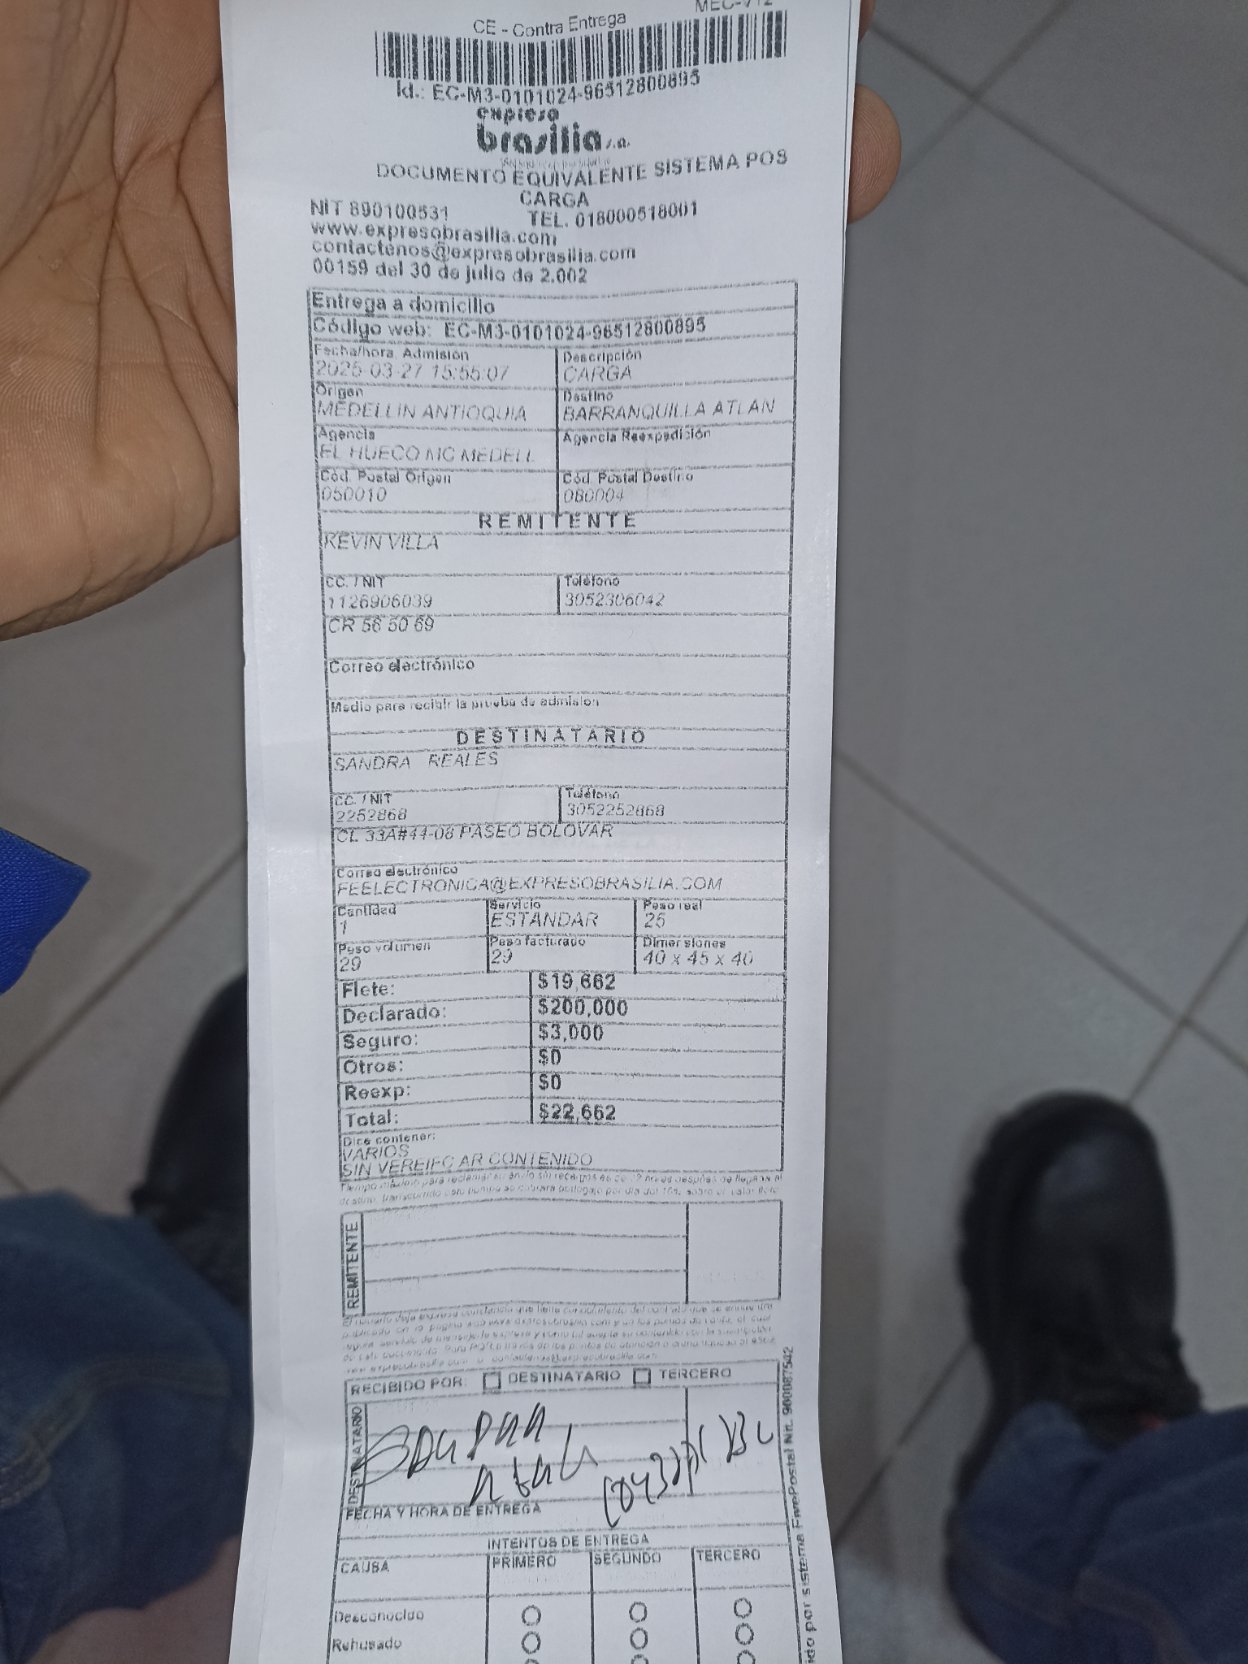 CE - Contra Entrega
Id.: EC-M3-0101024-96512800895
expreso
brasilia s.a.
DOCUMENTO EQUIVALENTE SISTEMA POS
CARGA
NIT 890100531 TEL. 018000518001
www.expresobrasilia.com
contactenos@expresobrasilia.com
00159 del 30 de julio de 2.002
Entrega a domicilio
Código web: EC-M3-0101024-96512800895
Fecha/hora Admisión Descripción
2025-03-27 15:55:07 CARGA
Origen Destino
MEDELLIN ANTIOQUIA BARRANQUILLA ATLAN
Agencia Agencia Reexpedición
EL HUECO MC MEDELL
Cód. Postal Origen Cód. Postal Destino
050010 080004
REMITENTE
KEVIN VILLA
CC. / NIT Teléfono
1126906039 3052306042
CR 56 50 69
Correo electrónico
Medio para recibir la prueba de admision
DESTINATARIO
SANDRA REALES
CC. / NIT Teléfono
2252868 3052252868
CL 33A#44-08 PASEO BOLOVAR
Correo electrónico
FEELECTRONICA@EXPRESOBRASILIA.COM
Cantidad Servicio Peso real
1 ESTANDAR 25
Peso volumen Peso facturado Dimensiones
29 29 40 x 45 x 40
Flete: $19,662
Declarado: $200,000
Seguro: $3,000
Otros: $0
Reexp: $0
Total: $22,662
Dice contener:
VARIOS
SIN VEREIFC AR CONTENIDO
REMITENTE
RECIBIDO POR: DESTINATARIO TERCERO
DESTINATARIO
FECHA Y HORA DE ENTREGA
INTENTOS DE ENTREGA
CAUSA PRIMERO SEGUNDO TERCERO
Desconocido
Rehusado
sistema FivePostal Nit. 900087542